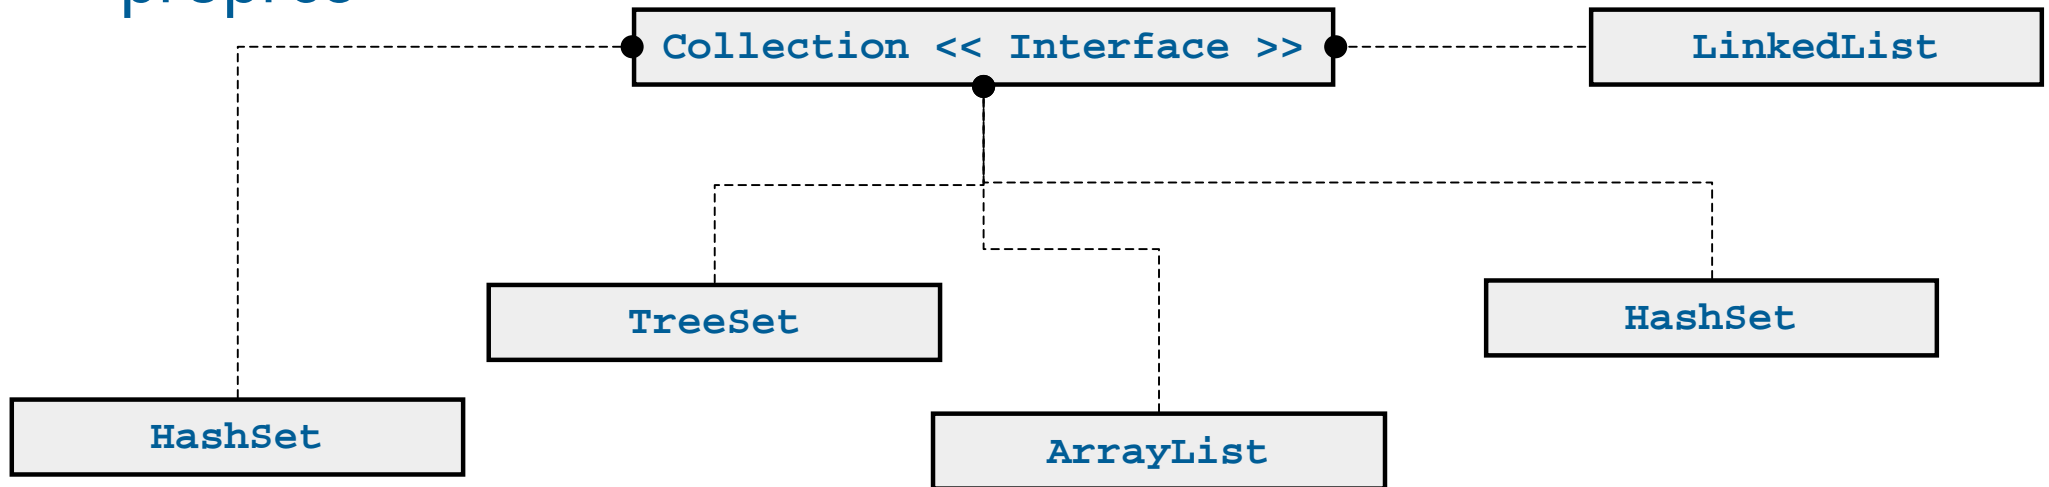 Collection << Interface >>
LinkedList
TreeSet
HashSet
HashSet
ArrayList